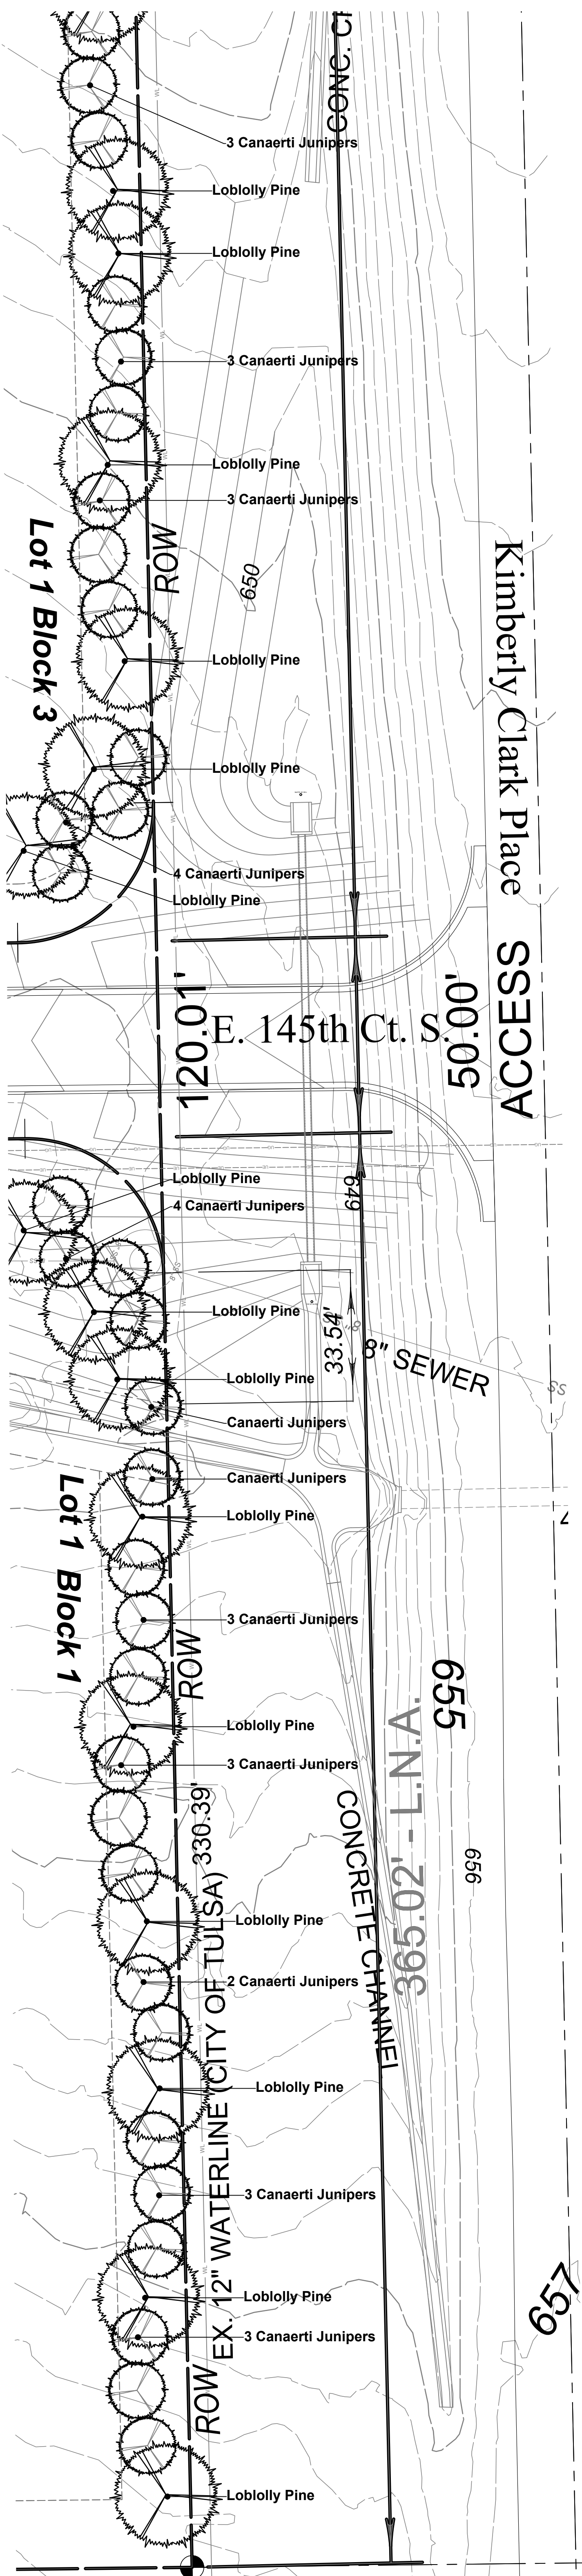 CONC.
3 Canaerti Junipers
Loblolly Pine
Loblolly Pine
3 Canaerti Junipers
Loblolly Pine
3 Canaerti Junipers
Lot 1 Block 3
ROW
650
Kimberly Clark Place
Loblolly Pine
Loblolly Pine
4 Canaerti Junipers
Loblolly Pine
120.01'
E. 145th Ct. S.
50.00'
ACCESS
Loblolly Pine
4 Canaerti Junipers
649
Loblolly Pine
33.54'
8" SEWER
SS
Loblolly Pine
Canaerti Junipers
Canaerti Junipers
Loblolly Pine
Lot 1 Block 1
3 Canaerti Junipers
ROW
655
Loblolly Pine
3 Canaerti Junipers
330.39'
365.02' - L.N.A.
CONCRETE CHANNEL
656
Loblolly Pine
2 Canaerti Junipers
EX. 12" WATERLINE (CITY OF TULSA)
Loblolly Pine
3 Canaerti Junipers
657
Loblolly Pine
3 Canaerti Junipers
ROW
Loblolly Pine